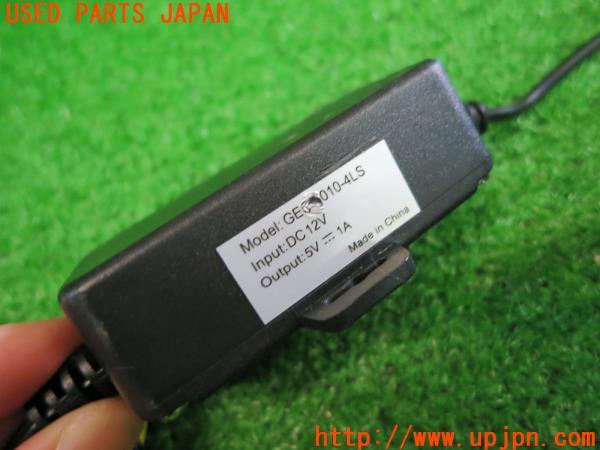 USED PARTS JAPAN
Input:DC12V
Output:5V ⎓ 1A
Made in China
http://www.upjpn.com